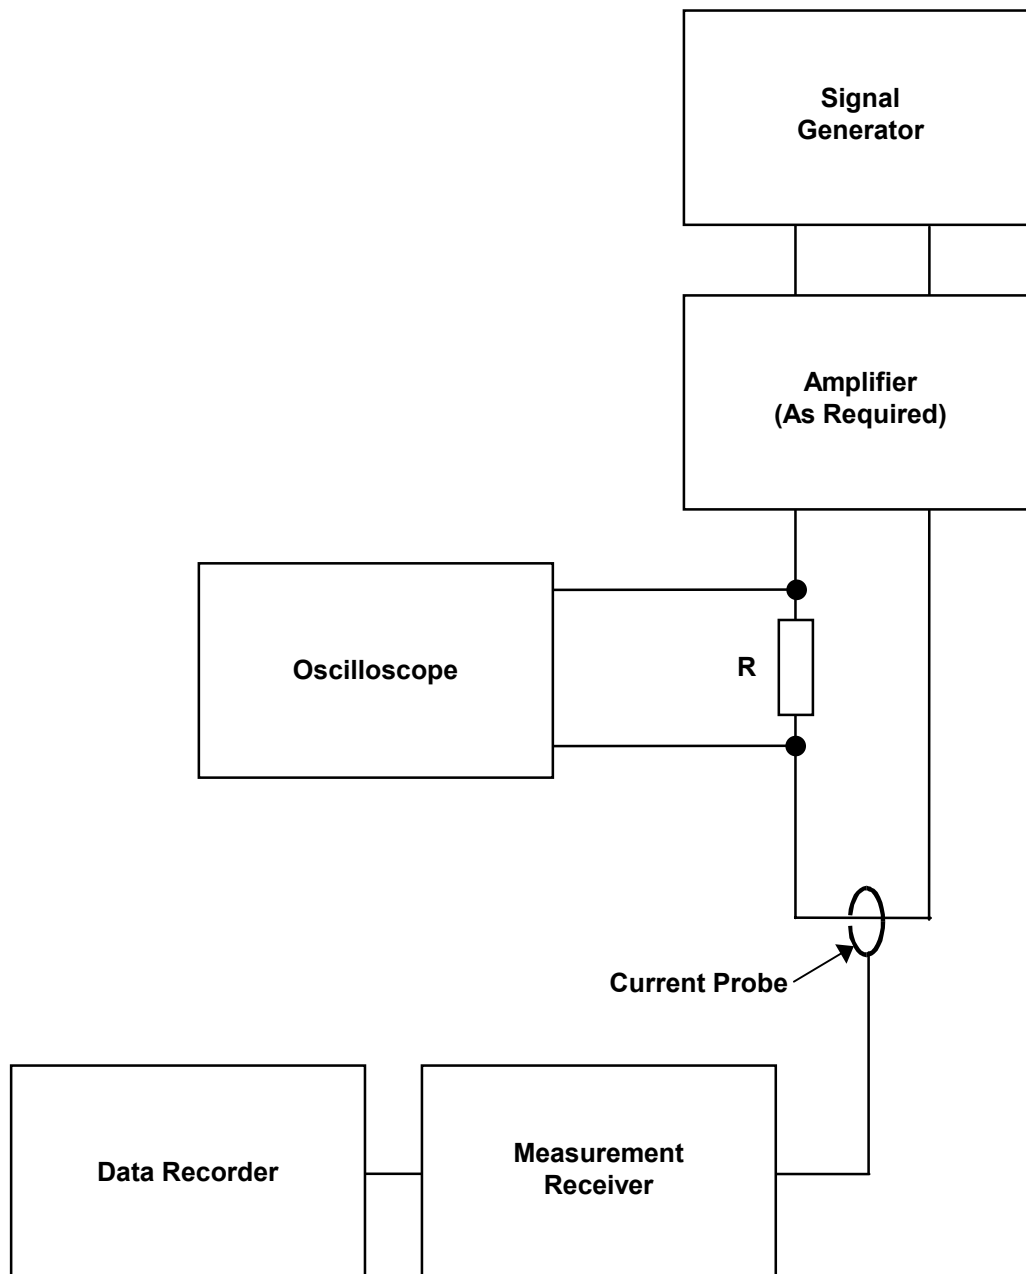 Signal
Generator
Amplifier
(As Required)
Oscilloscope
R
Current Probe
Data Recorder
Measurement
Receiver